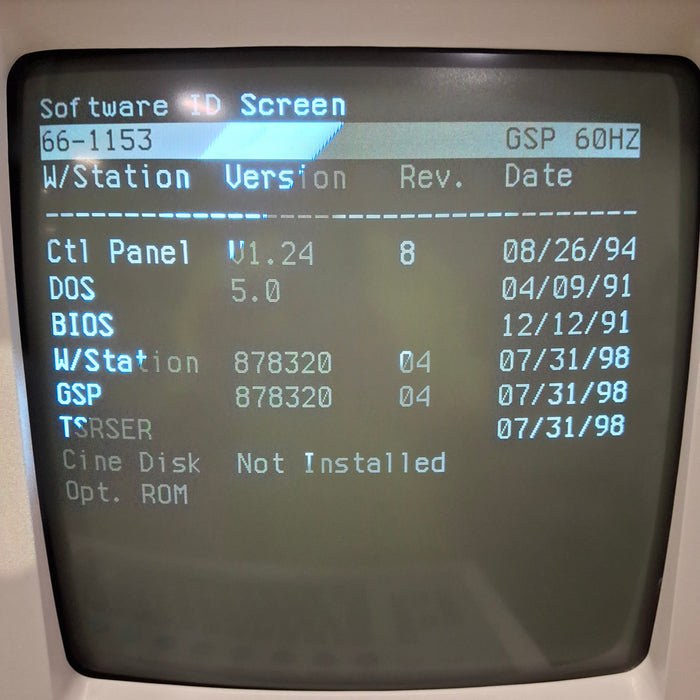 Software ID Screen
66-1153 GSP 60HZ
W/Station Version Rev. Date
Ctl Panel V1.24 8 08/26/94
DOS 5.0 04/09/91
BIOS 12/12/91
W/Station 878320 04 07/31/98
GSP 878320 04 07/31/98
TSRSER 07/31/98
Cine Disk Not Installed
Opt. ROM